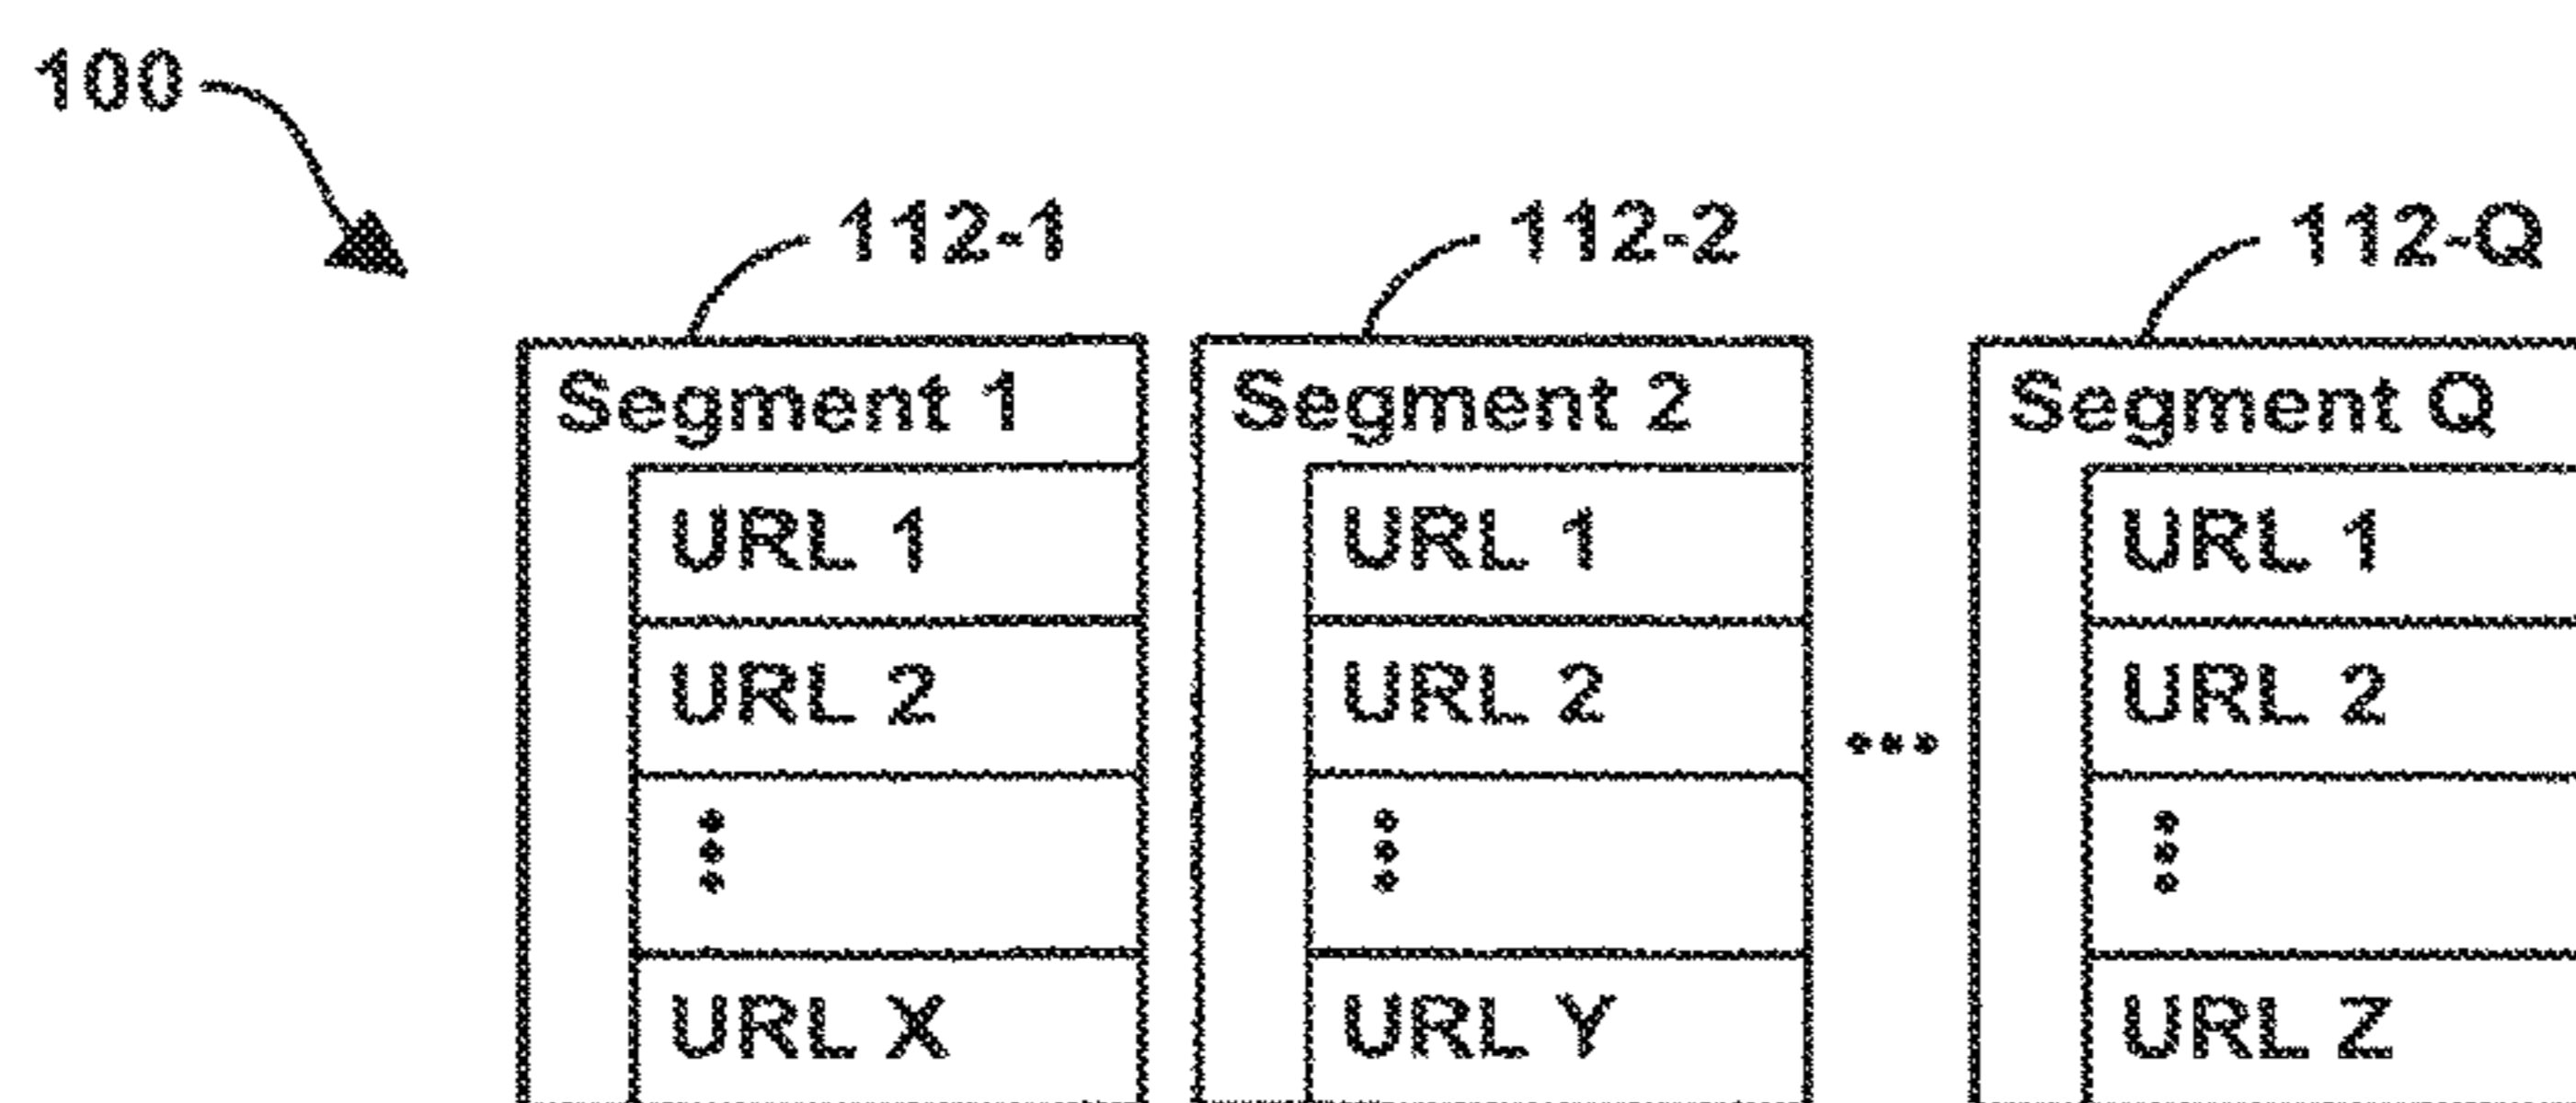 100
112-1 112-2 112-Q
Segment 1 Segment 2 Segment Q
URL 1 URL 1 URL 1
URL 2 URL 2 URL 2
...
URL X URL Y URL Z